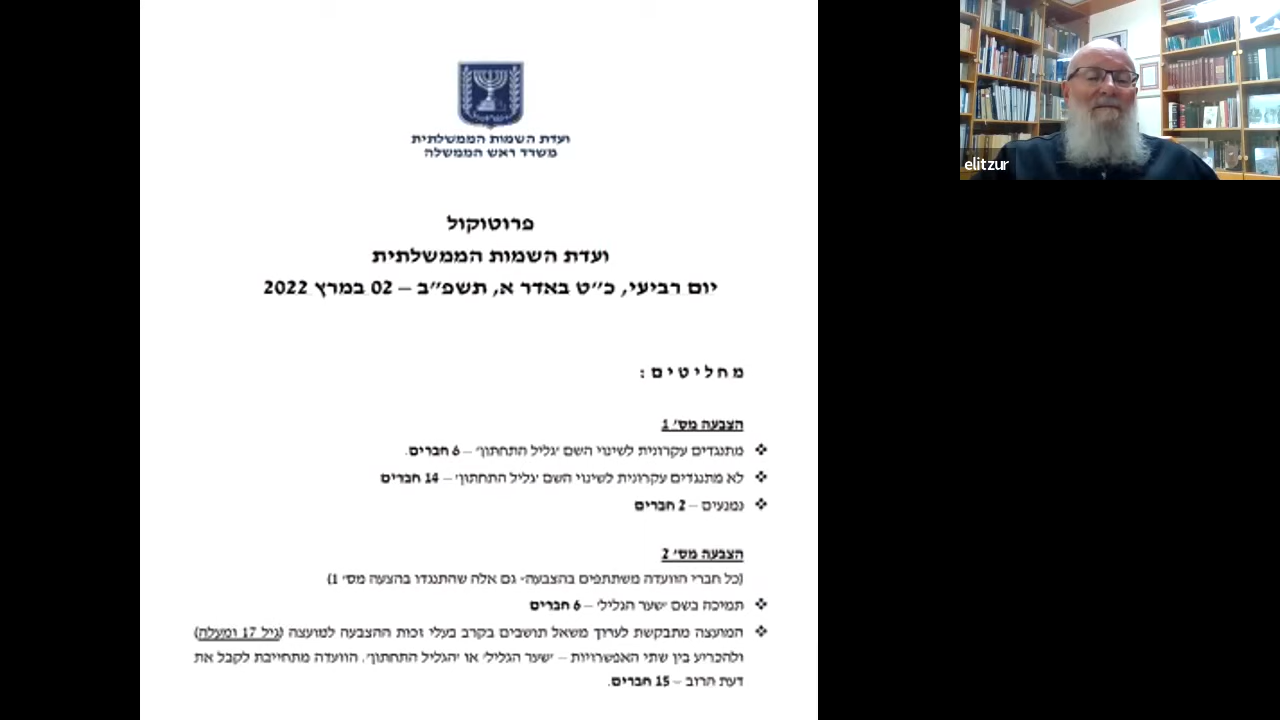 ועדת השמות הממשלתית
משרד ראש הממשלה
פרוטוקול
ועדת השמות הממשלתית
יום רביעי, כ״ט באדר א, תשפ״ב – 02 במרץ 2022
מחליטים:
הצבעה מס׳ 1
❖ מתנגדים עקרונית לשינוי השם ׳גליל התחתון׳ – 6 חברים.
❖ לא מתנגדים עקרונית לשינוי השם ׳גליל התחתון׳ – 14 חברים
❖ נמנעים – 2 חברים
הצבעה מס׳ 2
(כל חברי הוועדה משתתפים בהצבעה- גם אלה שהתנגדו בהצעה מס׳ 1)
❖ תמיכה בשם ׳שער הגליל׳ – 6 חברים
❖ המועצה מתבקשת לערוך משאל תושבים בקרב בעלי זכות ההצבעה למועצה (גיל 17 ומעלה)
ולהכריע בין שתי האפשרויות – ׳שער הגליל׳ או ׳הגליל התחתון׳. הוועדה מתחייבת לקבל את
דעת הרוב – 15 חברים.
elitzur